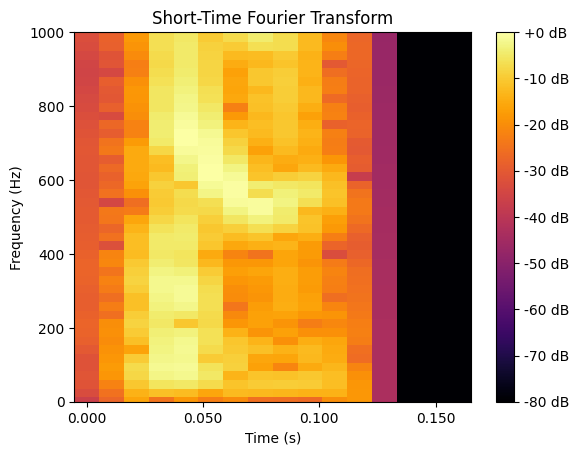 Short-Time Fourier Transform
1000
800
600
400
200
0
Frequency (Hz)
0.000
0.050
0.100
0.150
Time (s)
+0 dB
-10 dB
-20 dB
-30 dB
-40 dB
-50 dB
-60 dB
-70 dB
-80 dB